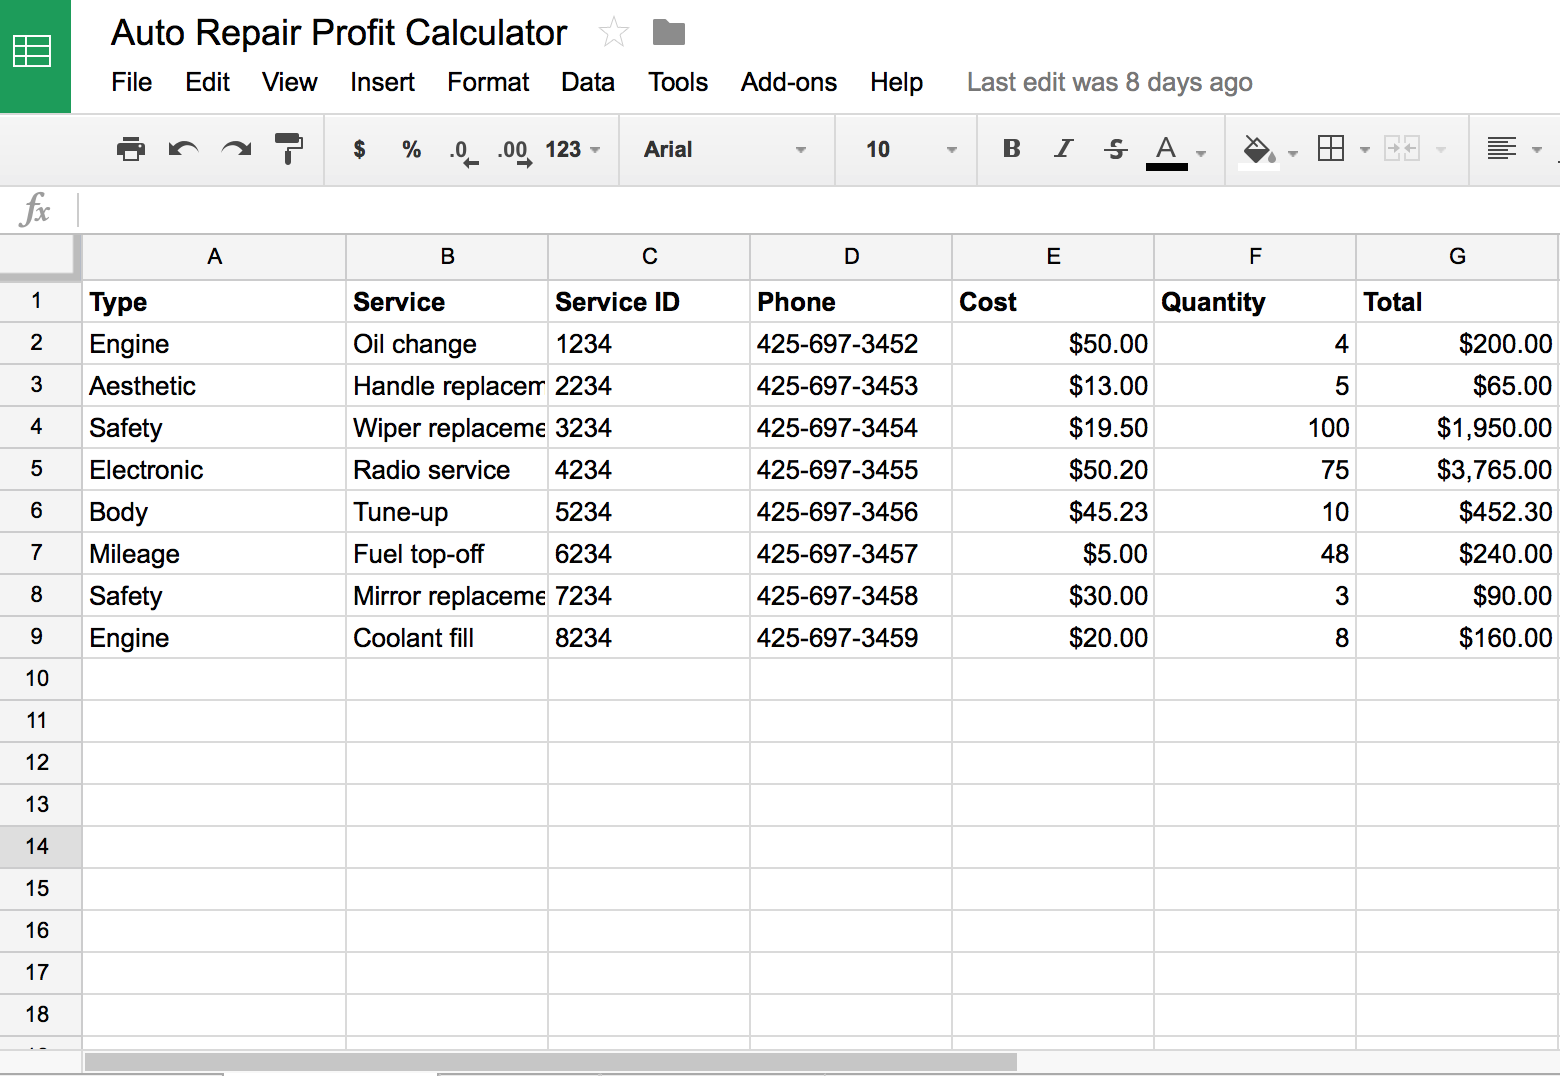 Auto Repair Profit Calculator
File Edit View Insert Format Data Tools Add-ons Help Last edit was 8 days ago
$ % .0 .00 123 Arial 10 B I S A
fx
A B C D E F G
1 Type Service Service ID Phone Cost Quantity Total
2 Engine Oil change 1234 425-697-3452 $50.00 4 $200.00
3 Aesthetic Handle replacem 2234 425-697-3453 $13.00 5 $65.00
4 Safety Wiper replaceme 3234 425-697-3454 $19.50 100 $1,950.00
5 Electronic Radio service 4234 425-697-3455 $50.20 75 $3,765.00
6 Body Tune-up 5234 425-697-3456 $45.23 10 $452.30
7 Mileage Fuel top-off 6234 425-697-3457 $5.00 48 $240.00
8 Safety Mirror replaceme 7234 425-697-3458 $30.00 3 $90.00
9 Engine Coolant fill 8234 425-697-3459 $20.00 8 $160.00
10
11
12
13
14
15
16
17
18